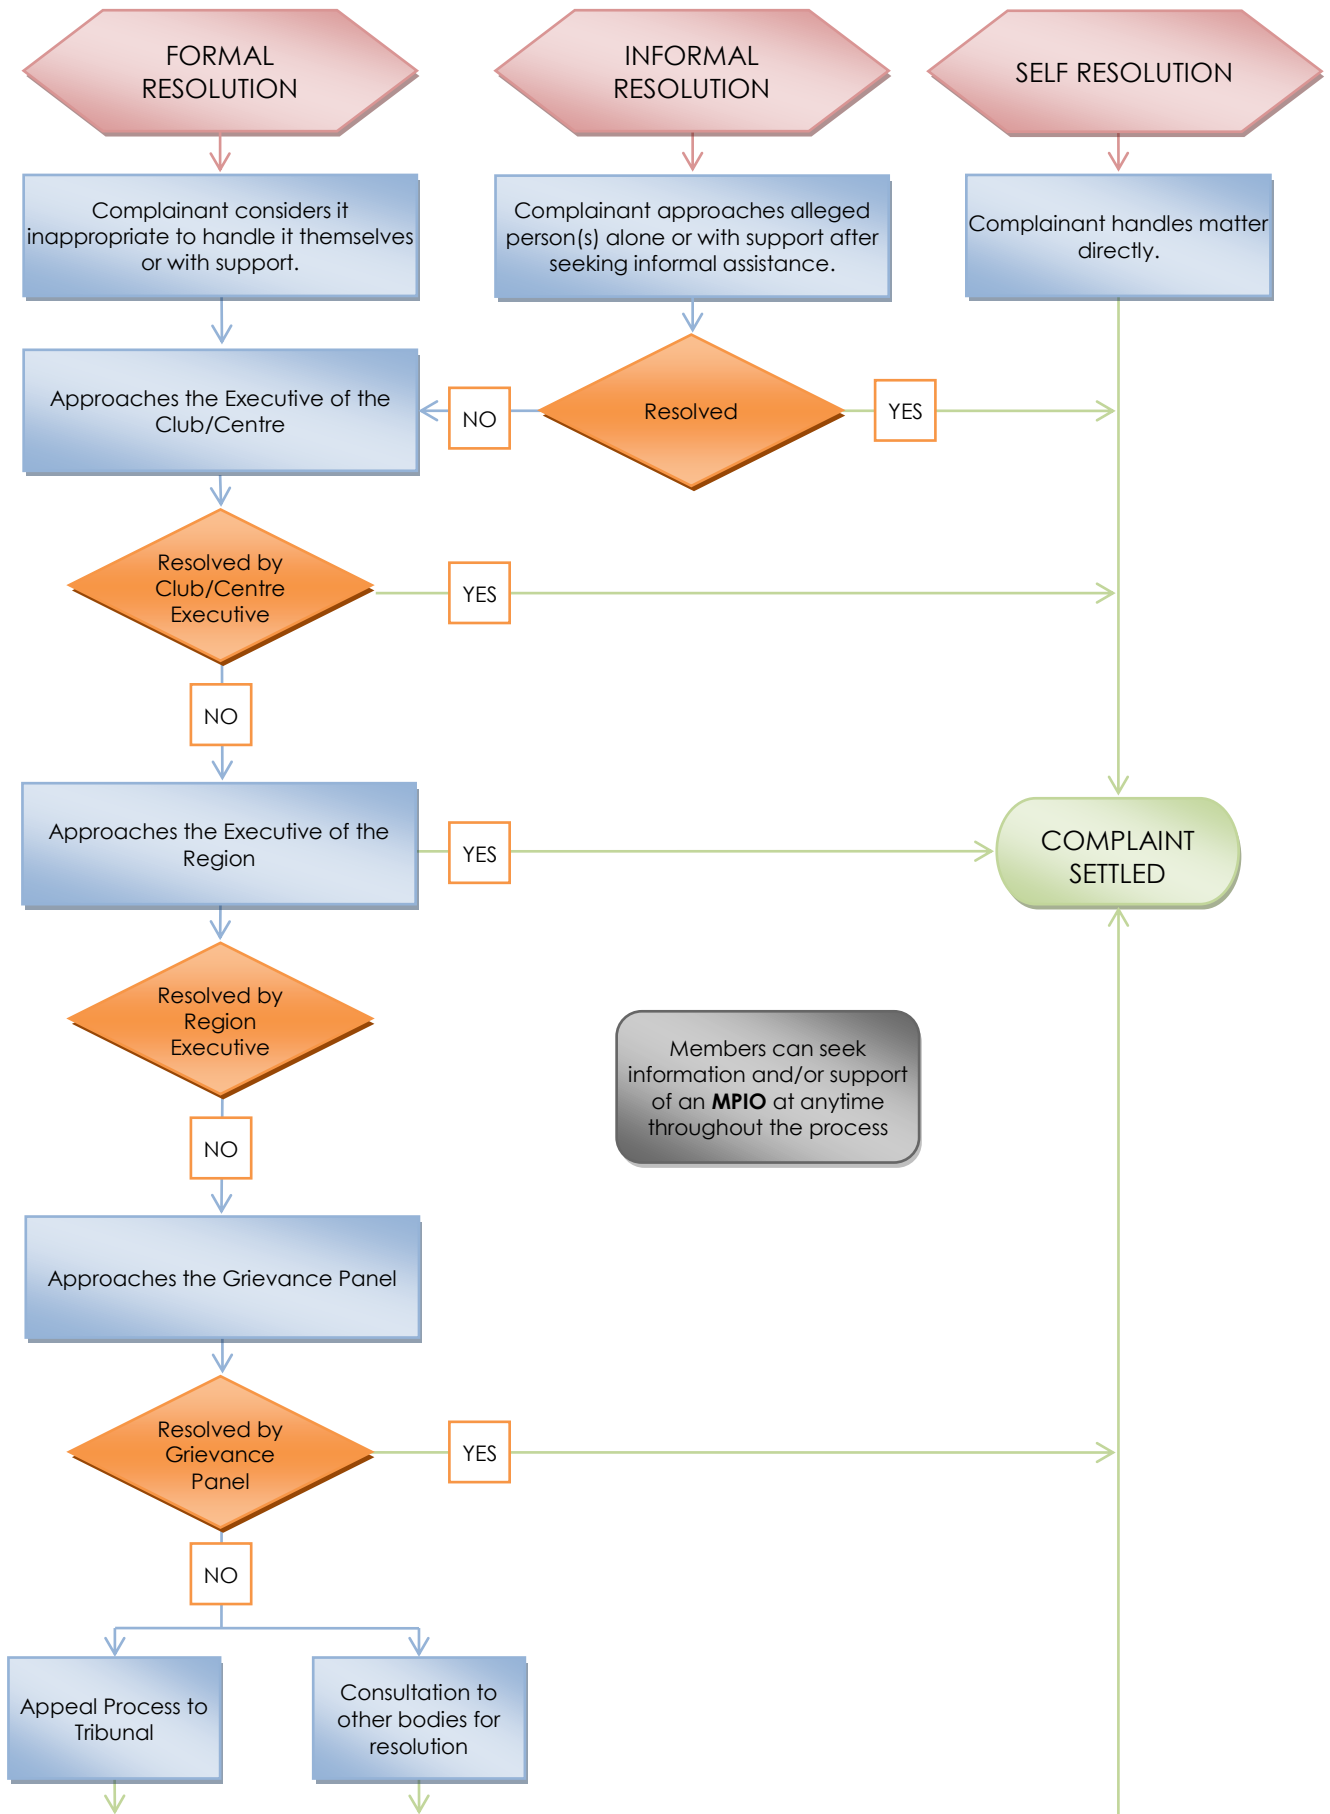 FORMAL
RESOLUTION
INFORMAL
RESOLUTION
SELF RESOLUTION
Complainant considers it
inappropriate to handle it themselves
or with support.
Complainant approaches alleged
person(s) alone or with support after
seeking informal assistance.
Complainant handles matter
directly.
Approaches the Executive of the
Club/Centre
NO
Resolved
YES
Resolved by
Club/Centre
Executive
YES
NO
Approaches the Executive of the
Region
YES
COMPLAINT
SETTLED
Resolved by
Region
Executive
Members can seek
information and/or support
of an MPIO at anytime
throughout the process
NO
Approaches the Grievance Panel
Resolved by
Grievance
Panel
YES
NO
Appeal Process to
Tribunal
Consultation to
other bodies for
resolution